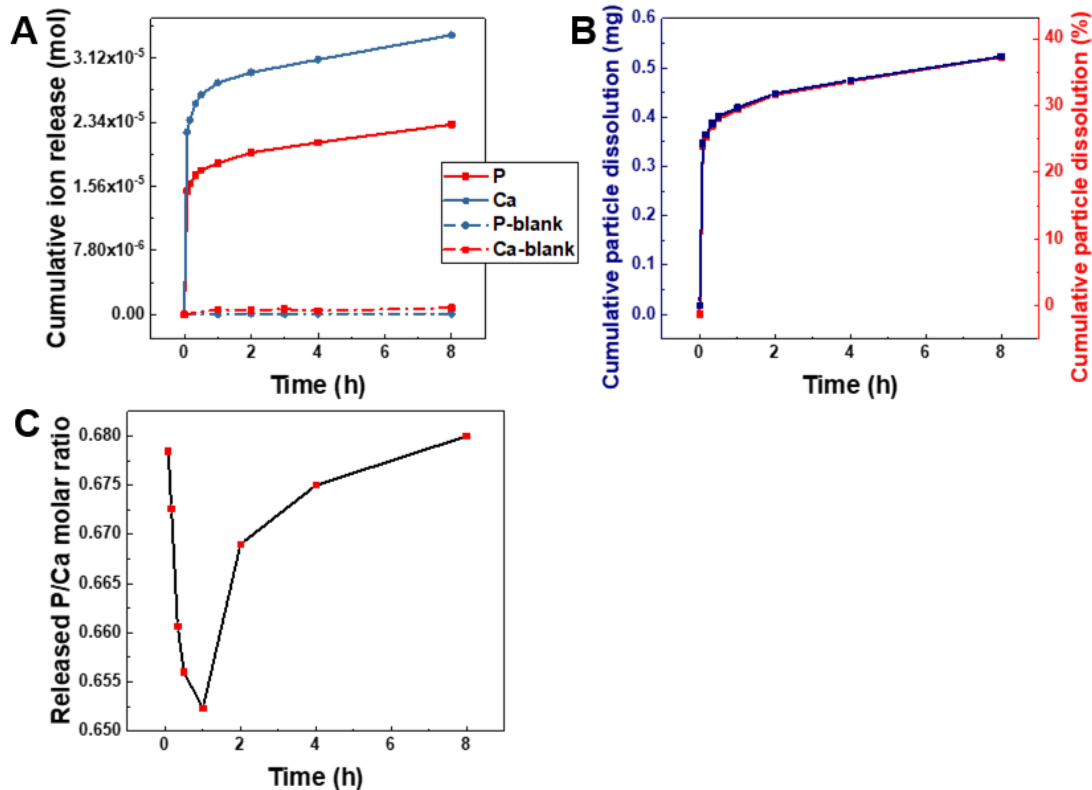 A
Cumulative ion release (mol)
3.12x10⁻⁵
2.34x10⁻⁵
1.56x10⁻⁵
7.80x10⁻⁶
0.00
0 2 4 6 8
Time (h)
P
Ca
P-blank
Ca-blank
B
Cumulative particle dissolution (mg)
0.6
0.5
0.4
0.3
0.2
0.1
0.0
0 2 4 6 8
Time (h)
40
30
20
10
0
Cumulative particle dissolution (%)
C
Released P/Ca molar ratio
0.680
0.675
0.670
0.665
0.660
0.655
0.650
0 2 4 6 8
Time (h)